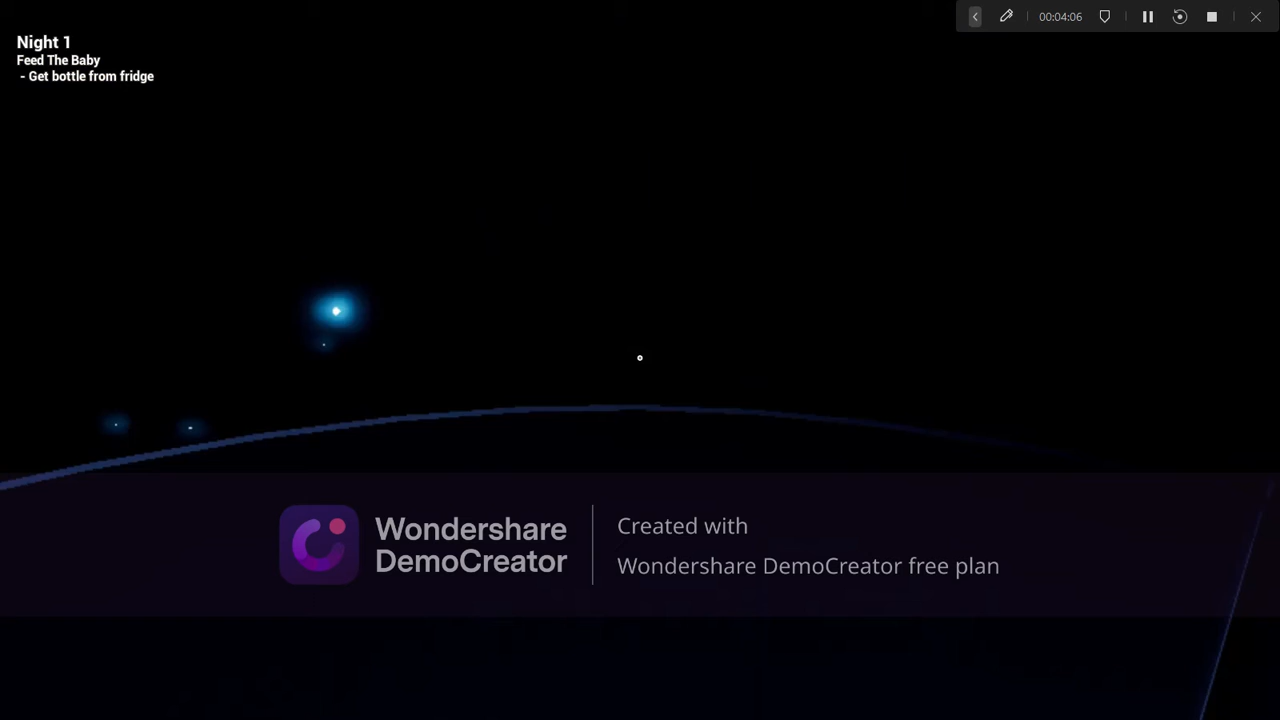 00:04:06
Night 1
Feed The Baby
- Get bottle from fridge
Wondershare
DemoCreator
Created with
Wondershare DemoCreator free plan